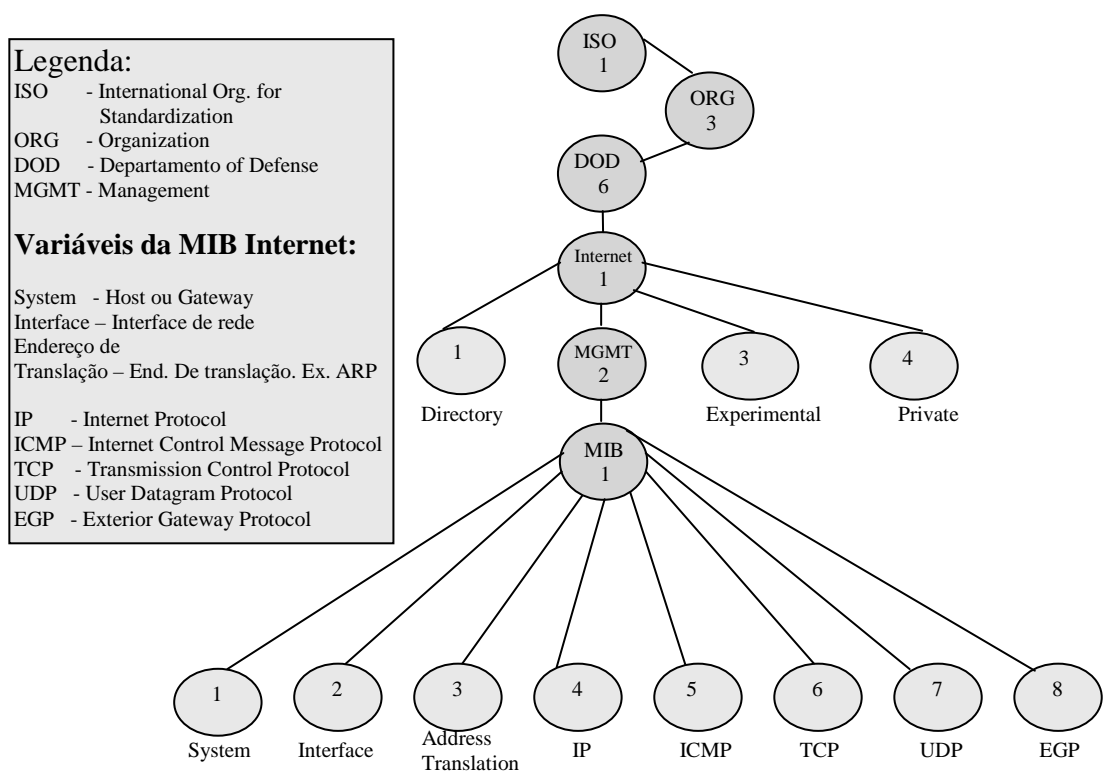 Legenda:
ISO - International Org. for
Standardization
ORG - Organization
DOD - Departamento of Defense
MGMT - Management
Variáveis da MIB Internet:
System - Host ou Gateway
Interface – Interface de rede
Endereço de
Translação – End. De translação. Ex. ARP
IP - Internet Protocol
ICMP – Internet Control Message Protocol
TCP - Transmission Control Protocol
UDP - User Datagram Protocol
EGP - Exterior Gateway Protocol
ISO
1
ORG
3
DOD
6
Internet
1
1
Directory
MGMT
2
3
Experimental
4
Private
MIB
1
1
System
2
Interface
3
Address
Translation
4
IP
5
ICMP
6
TCP
7
UDP
8
EGP